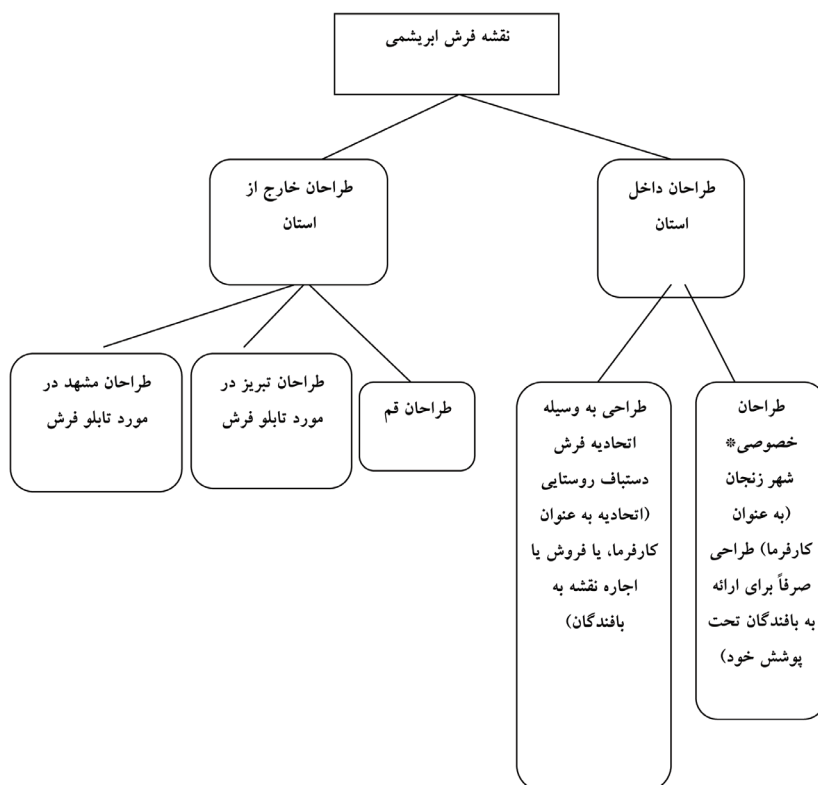 نقشه فرش ابریشمی
طراحان داخل
استان
طراحان خارج از
استان
طراحان
خصوصی*
شهر زنجان
(به عنوان
کارفرما) طراحی
صرفاً برای ارائه
به بافندگان تحت
پوشش خود)
طراحی به وسیله
اتحادیه فرش
دستباف روستایی
(اتحادیه به عنوان
کارفرما، یا فروش یا
اجاره نقشه به
بافندگان)
طراحان قم
طراحان تبریز در
مورد تابلو فرش
طراحان مشهد در
مورد تابلو فرش